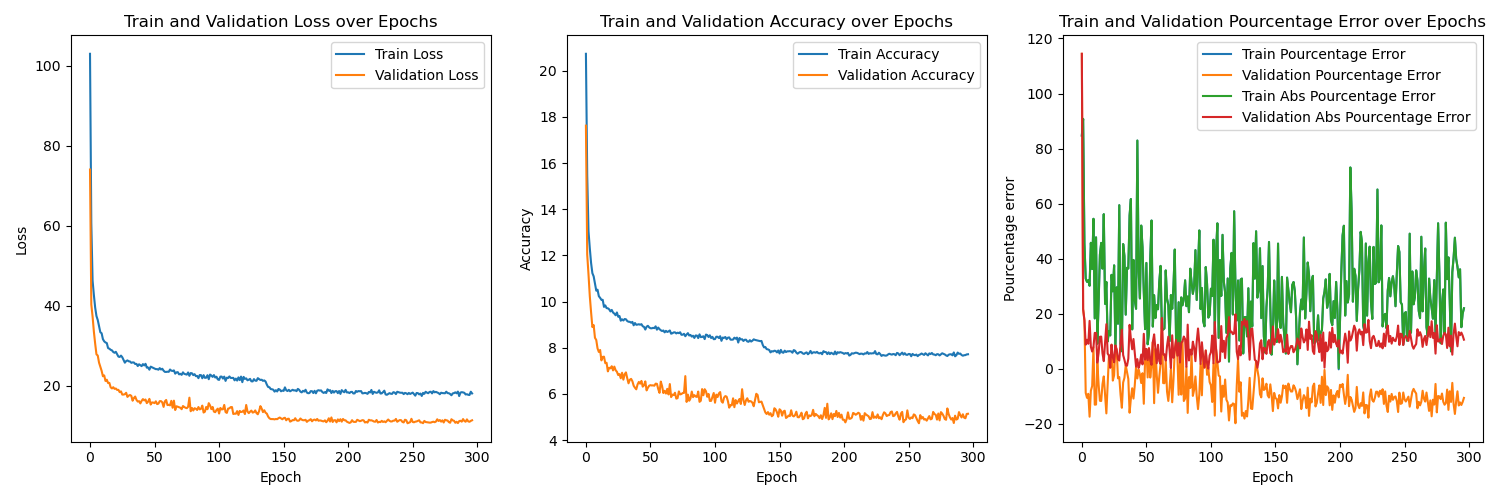 Train and Validation Loss over Epochs
Train Loss
Validation Loss
100
80
60
40
20
Loss
0 50 100 150 200 250 300
Epoch
Train and Validation Accuracy over Epochs
Train Accuracy
Validation Accuracy
20
18
16
14
12
10
8
6
4
Accuracy
0 50 100 150 200 250 300
Epoch
Train and Validation Pourcentage Error over Epochs
Train Pourcentage Error
Validation Pourcentage Error
Train Abs Pourcentage Error
Validation Abs Pourcentage Error
120
100
80
60
40
20
0
−20
Pourcentage error
0 50 100 150 200 250 300
Epoch